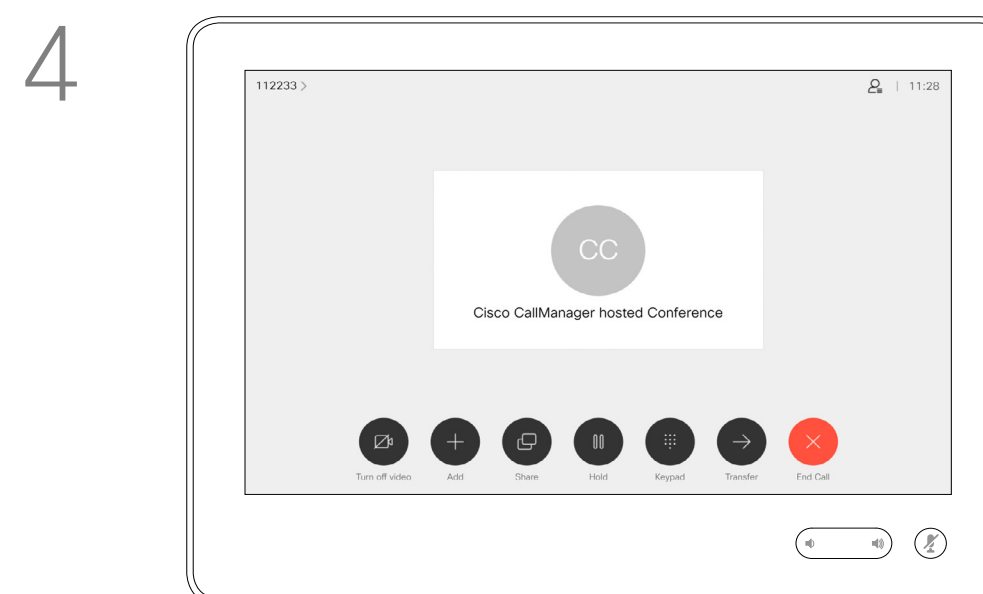 4
112233 >
| 11:28
CC
Cisco CallManager hosted Conference
Turn off video Add Share Hold Keypad Transfer End Call